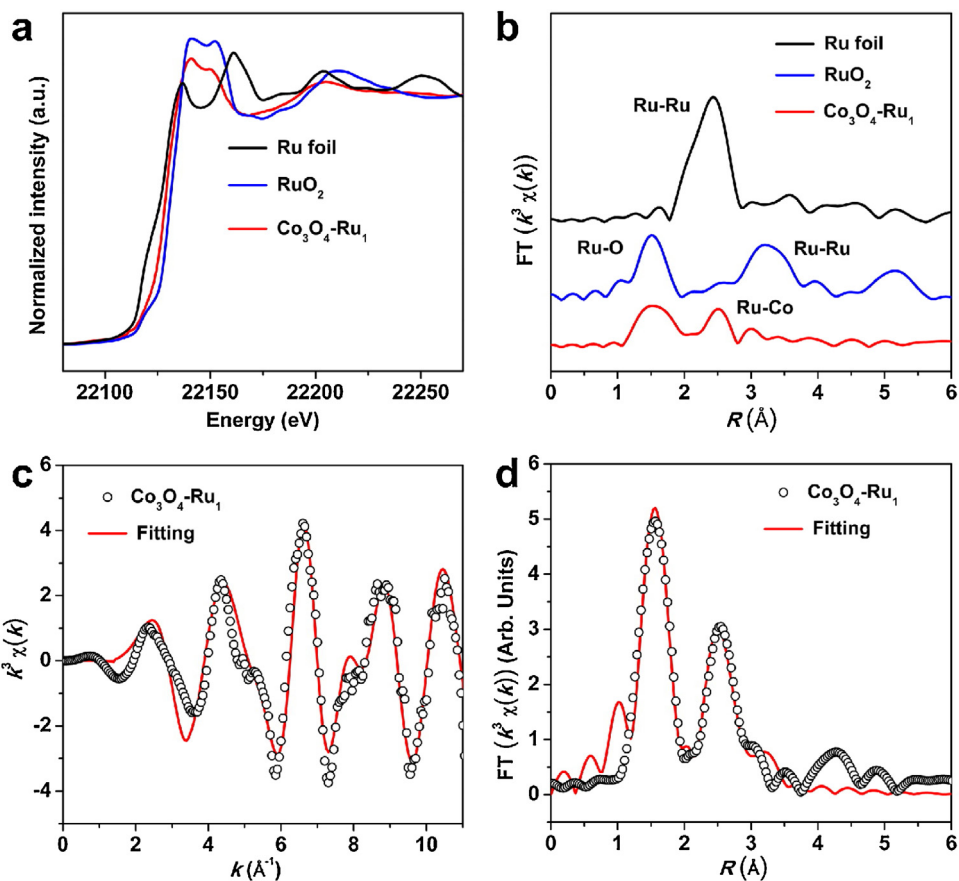 a
Normalized intensity (a.u.)
Ru foil
RuO₂
Co₃O₄-Ru₁
22100 22150 22200 22250
Energy (eV)
b
FT (k³ χ(k))
Ru foil
RuO₂
Co₃O₄-Ru₁
Ru-Ru
Ru-O
Ru-Ru
Ru-Co
0 1 2 3 4 5 6
R (Å)
c
k³ χ(k)
6
4
2
0
-2
-4
Co₃O₄-Ru₁
Fitting
0 2 4 6 8 10
k (Å⁻¹)
d
FT (k³ χ(k)) (Arb. Units)
6
5
4
3
2
1
0
Co₃O₄-Ru₁
Fitting
0 1 2 3 4 5 6
R (Å)